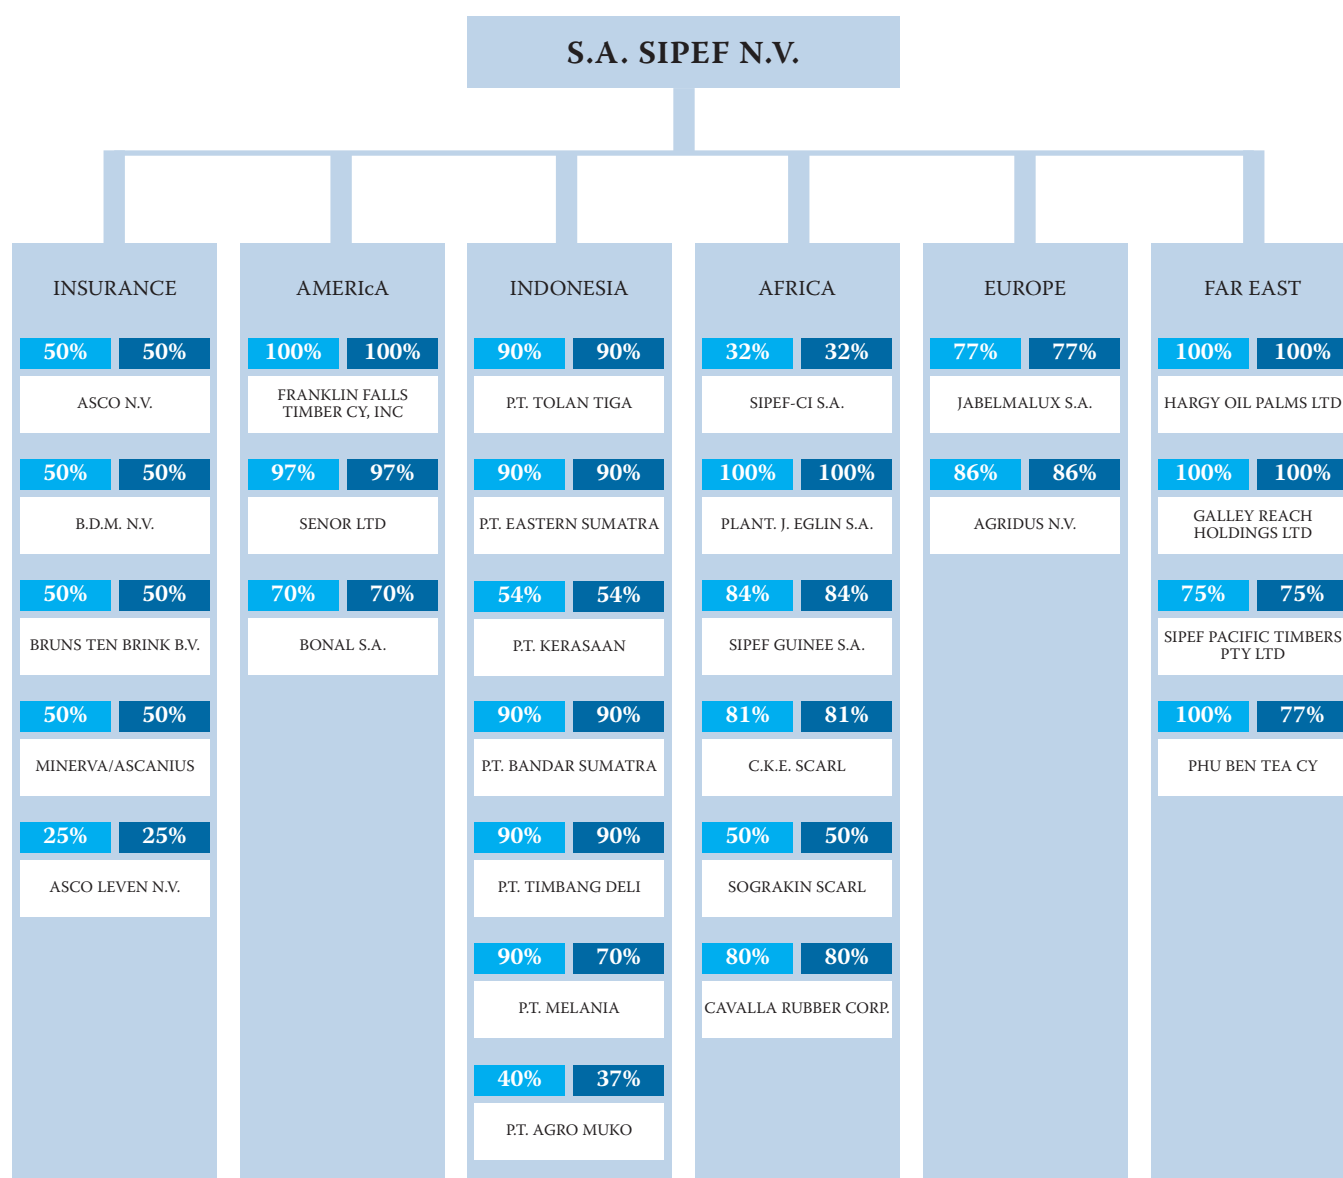 S.A. SIPEF N.V.
INSURANCE
50% 50%
ASCO N.V.
50% 50%
B.D.M. N.V.
50% 50%
BRUNS TEN BRINK B.V.
50% 50%
MINERVA/ASCANIUS
25% 25%
ASCO LEVEN N.V.
AMERIcA
100% 100%
FRANKLIN FALLS
TIMBER CY, INC
97% 97%
SENOR LTD
70% 70%
BONAL S.A.
INDONESIA
90% 90%
P.T. TOLAN TIGA
90% 90%
P.T. EASTERN SUMATRA
54% 54%
P.T. KERASAAN
90% 90%
P.T. BANDAR SUMATRA
90% 90%
P.T. TIMBANG DELI
90% 70%
P.T. MELANIA
40% 37%
P.T. AGRO MUKO
AFRICA
32% 32%
SIPEF-CI S.A.
100% 100%
PLANT. J. EGLIN S.A.
84% 84%
SIPEF GUINEE S.A.
81% 81%
C.K.E. SCARL
50% 50%
SOGRAKIN SCARL
80% 80%
CAVALLA RUBBER CORP.
EUROPE
77% 77%
JABELMALUX S.A.
86% 86%
AGRIDUS N.V.
FAR EAST
100% 100%
HARGY OIL PALMS LTD
100% 100%
GALLEY REACH
HOLDINGS LTD
75% 75%
SIPEF PACIFIC TIMBERS
PTY LTD
100% 77%
PHU BEN TEA CY